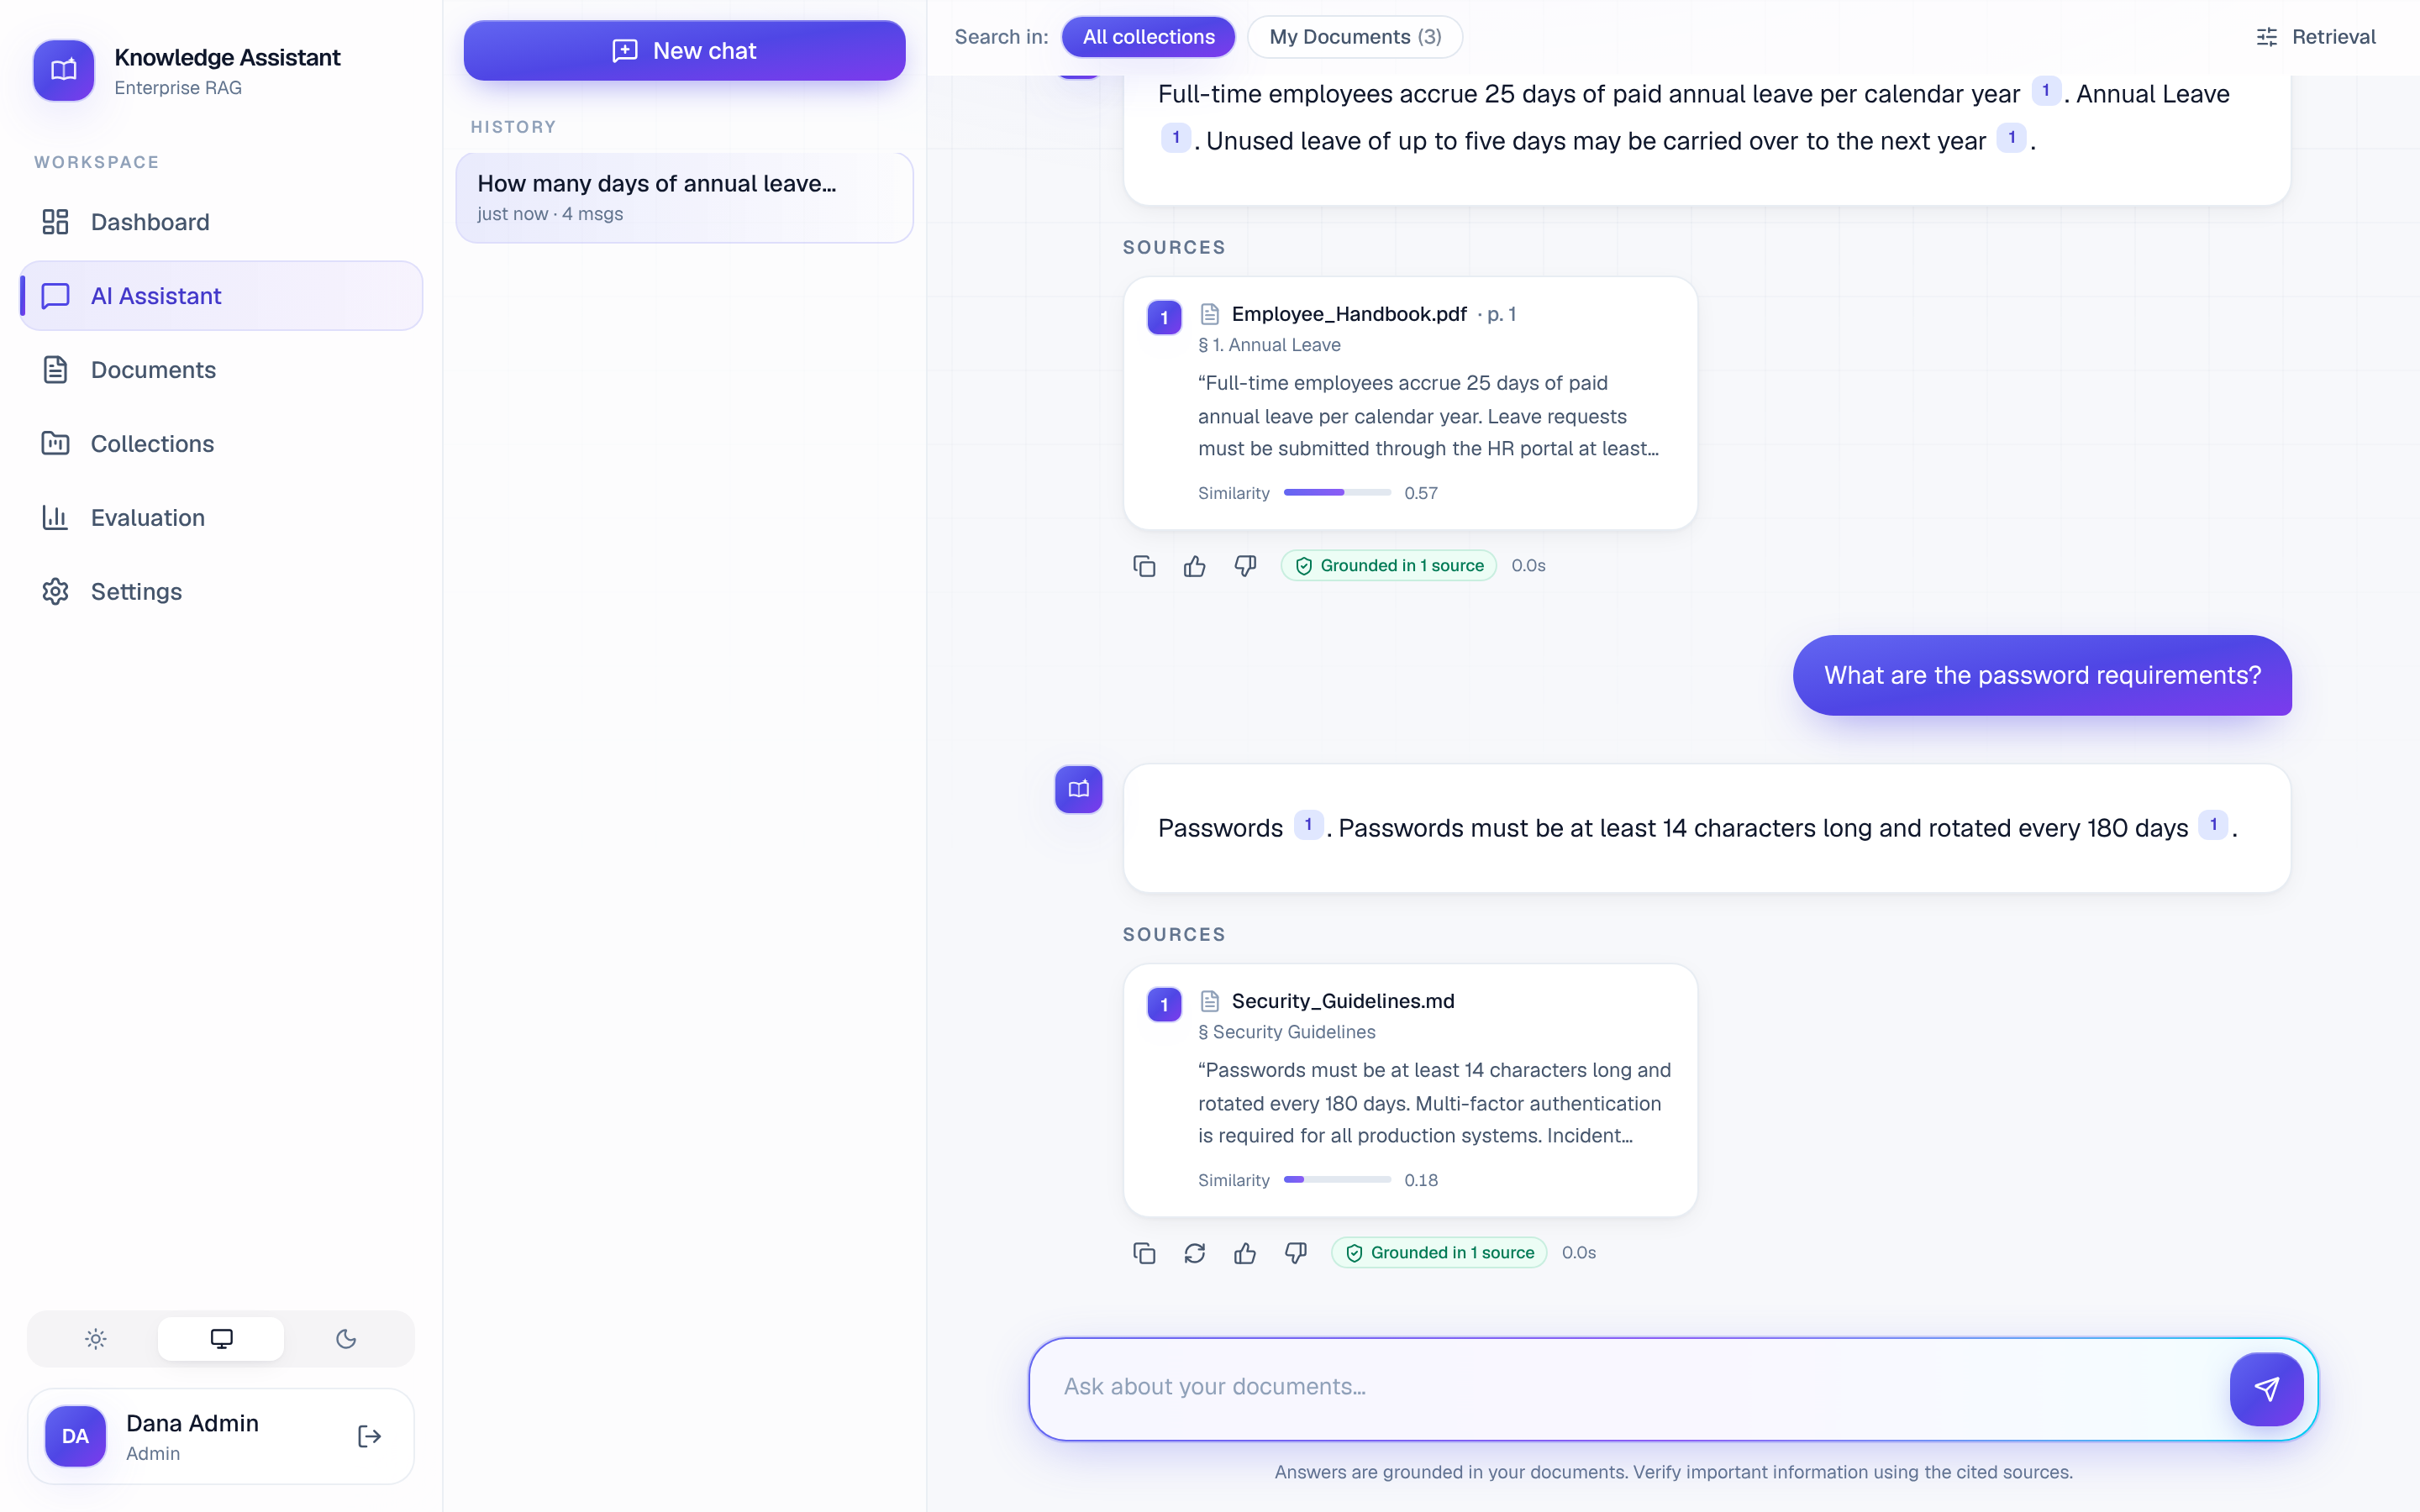 Knowledge Assistant
Enterprise RAG
WORKSPACE
Dashboard
AI Assistant
Documents
Collections
Evaluation
Settings
DA
Dana Admin
Admin
New chat
HISTORY
How many days of annual leave...
just now · 4 msgs
Search in:
All collections
My Documents (3)
Retrieval
Full-time employees accrue 25 days of paid annual leave per calendar year 1. Annual Leave
1. Unused leave of up to five days may be carried over to the next year 1.
SOURCES
1
Employee_Handbook.pdf · p. 1
§ 1. Annual Leave
“Full-time employees accrue 25 days of paid
annual leave per calendar year. Leave requests
must be submitted through the HR portal at least...
Similarity 0.57
Grounded in 1 source 0.0s
What are the password requirements?
Passwords 1. Passwords must be at least 14 characters long and rotated every 180 days 1.
SOURCES
1
Security_Guidelines.md
§ Security Guidelines
“Passwords must be at least 14 characters long and
rotated every 180 days. Multi-factor authentication
is required for all production systems. Incident...
Similarity 0.18
Grounded in 1 source 0.0s
Ask about your documents...
Answers are grounded in your documents. Verify important information using the cited sources.